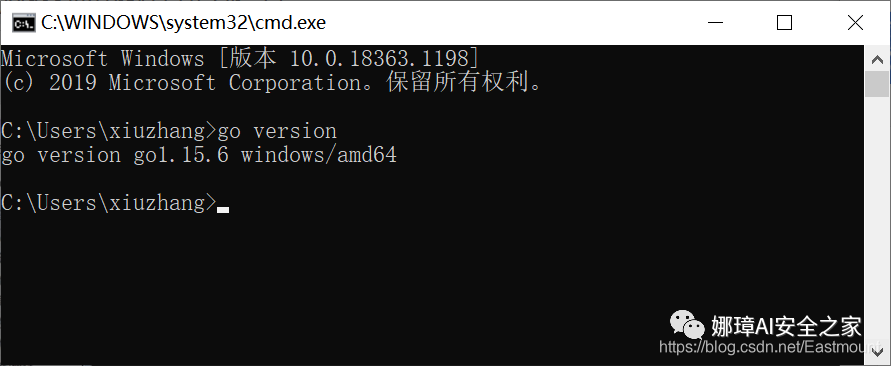 C:\WINDOWS\system32\cmd.exe
Microsoft Windows [版本 10.0.18363.1198]
(c) 2019 Microsoft Corporation。保留所有权利。
C:\Users\xiuzhang>go version
go version go1.15.6 windows/amd64
C:\Users\xiuzhang>
娜璋AI安全之家
https://blog.csdn.net/Eastmount